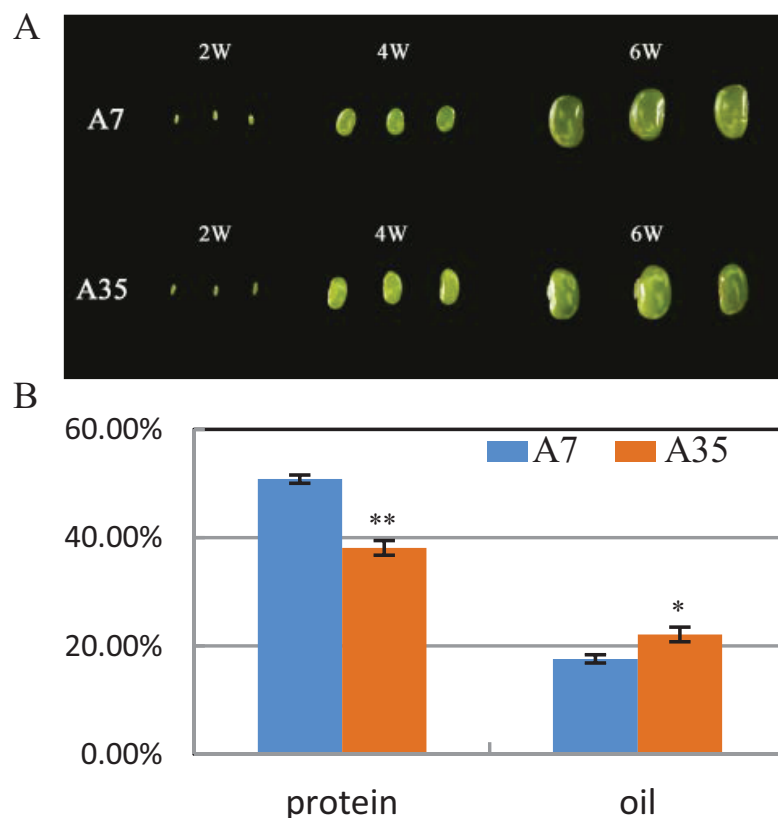 A
2W 4W 6W
A7
2W 4W 6W
A35
B
60.00%
A7 A35
**
40.00%
*
20.00%
0.00%
protein oil